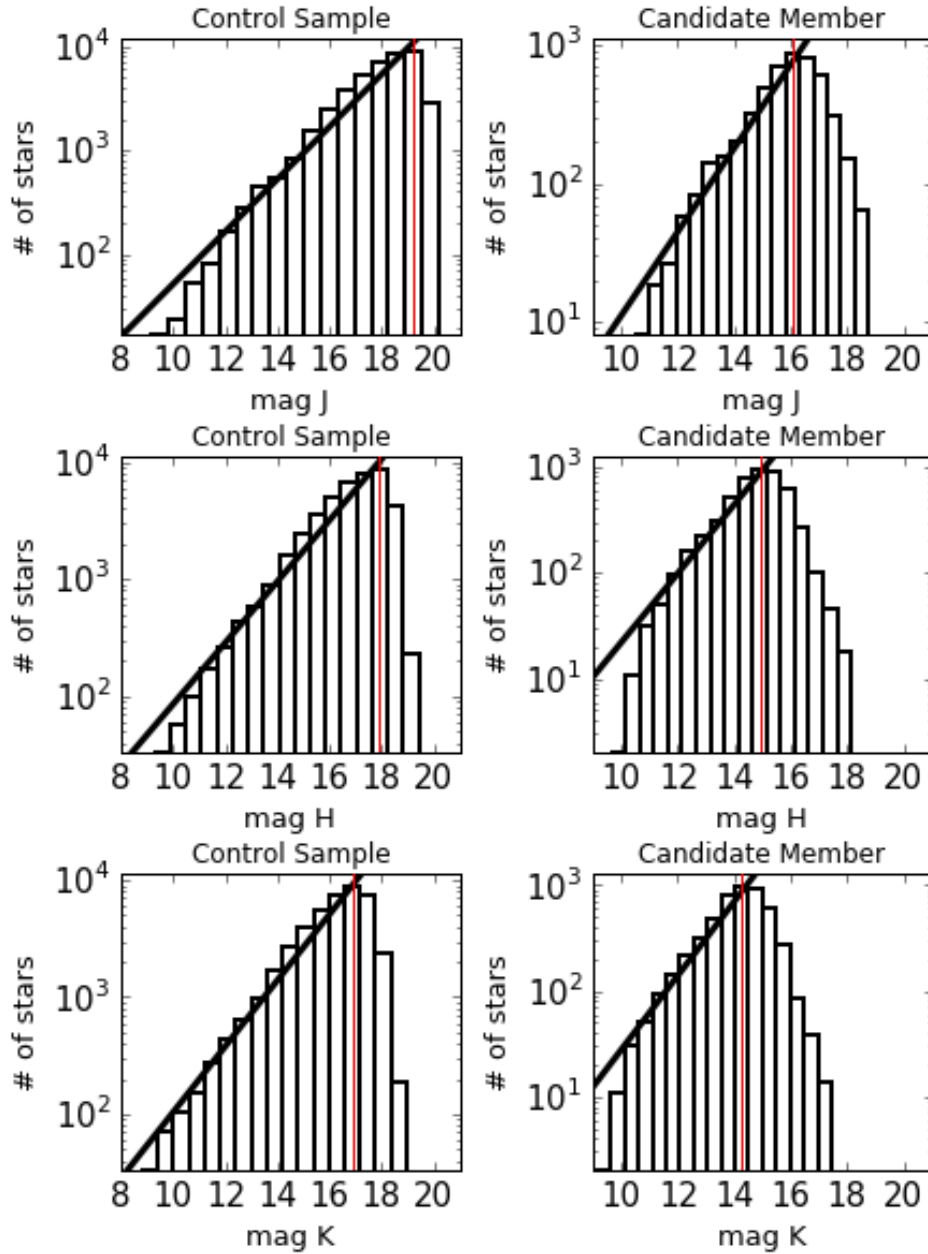 Control Sample
Candidate Member
# of stars
10^4
10^3
10^2
# of stars
10^3
10^2
10^1
8 10 12 14 16 18 20
10 12 14 16 18 20
mag J
mag J
Control Sample
Candidate Member
# of stars
10^4
10^3
10^2
# of stars
10^3
10^2
10^1
8 10 12 14 16 18 20
10 12 14 16 18 20
mag H
mag H
Control Sample
Candidate Member
# of stars
10^4
10^3
10^2
# of stars
10^3
10^2
10^1
8 10 12 14 16 18 20
10 12 14 16 18 20
mag K
mag K